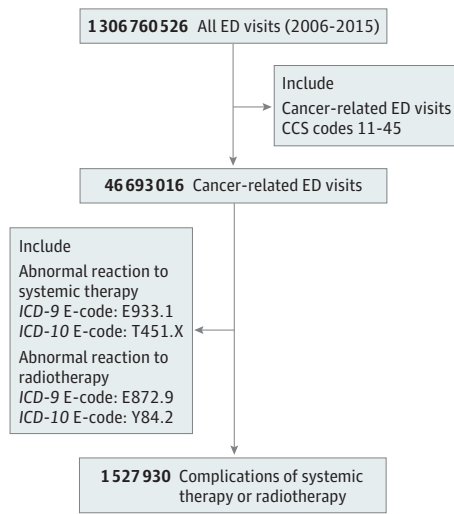 1306760526 All ED visits (2006-2015)
Include
Cancer-related ED visits
CCS codes 11-45
46693016 Cancer-related ED visits
Include
Abnormal reaction to
systemic therapy
ICD-9 E-code: E933.1
ICD-10 E-code: T451.X
Abnormal reaction to
radiotherapy
ICD-9 E-code: E872.9
ICD-10 E-code: Y84.2
1527930 Complications of systemic
therapy or radiotherapy